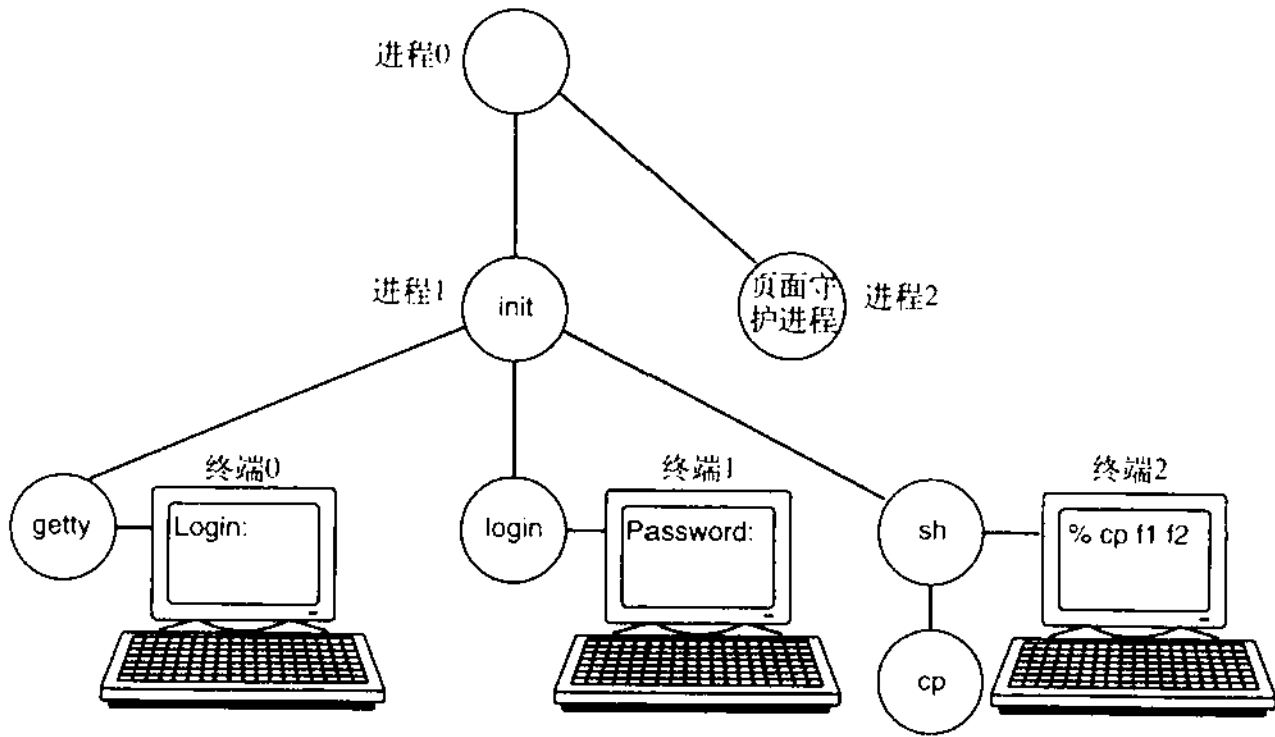 进程0
进程1
init
页面守
护进程
进程2
终端0
终端1
终端2
getty
Login:
login
Password:
sh
% cp f1 f2
cp